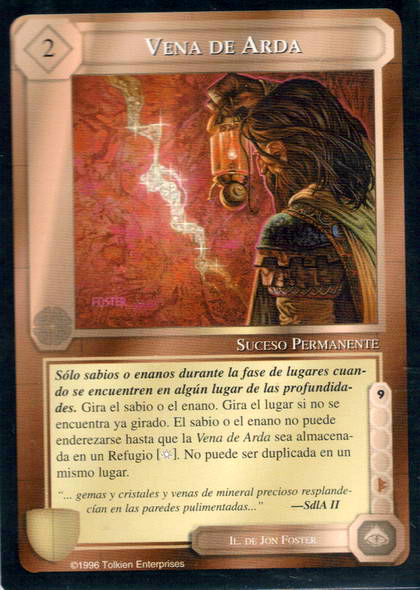 2
VENA DE ARDA
FOSTER
SUCESO PERMANENTE
Sólo sabios o enanos durante la fase de lugares cuan-
do se encuentren en algún lugar de las profundida-
des. Gira el sabio o el enano. Gira el lugar si no se
encuentra ya girado. El sabio o el enano no puede
enderezarse hasta que la Vena de Arda sea almacena-
da en un Refugio [ ]. No puede ser duplicada en un
mismo lugar.
9
“... gemas y cristales y venas de mineral precioso resplande-
cían en las paredes pulimentadas...” —SdlA II
IL. DE JON FOSTER
©1996 Tolkien Enterprises